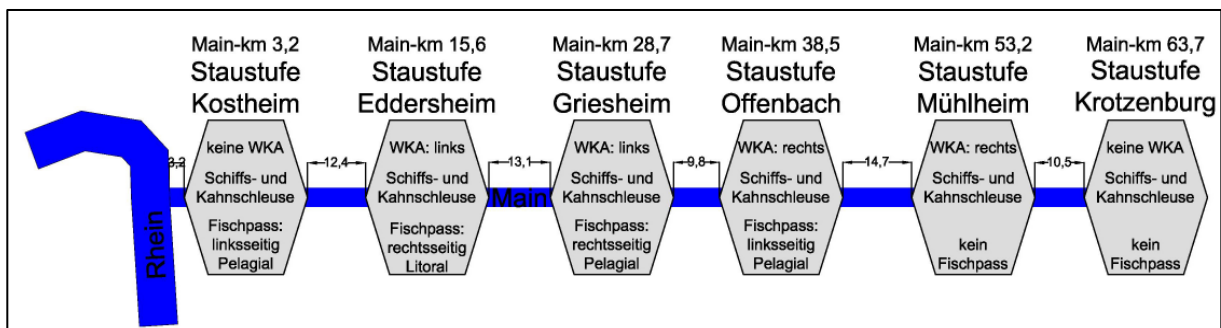 Main-km 3,2
Staustufe
Kostheim
keine WKA
Schiffs- und
Kahnschleuse
Fischpass:
linksseitig
Pelagial
Main-km 15,6
Staustufe
Eddersheim
WKA: links
Schiffs- und
Kahnschleuse
Fischpass:
rechtsseitig
Litoral
Main-km 28,7
Staustufe
Griesheim
WKA: links
Schiffs- und
Kahnschleuse
Fischpass:
rechtsseitig
Pelagial
Main-km 38,5
Staustufe
Offenbach
WKA: rechts
Schiffs- und
Kahnschleuse
Fischpass:
linksseitig
Pelagial
Main-km 53,2
Staustufe
Mühlheim
WKA: rechts
Schiffs- und
Kahnschleuse
kein
Fischpass
Main-km 63,7
Staustufe
Krotzenburg
keine WKA
Schiffs- und
Kahnschleuse
kein
Fischpass
Rhein
3,2
12,4
Main
13,1
9,8
14,7
10,5